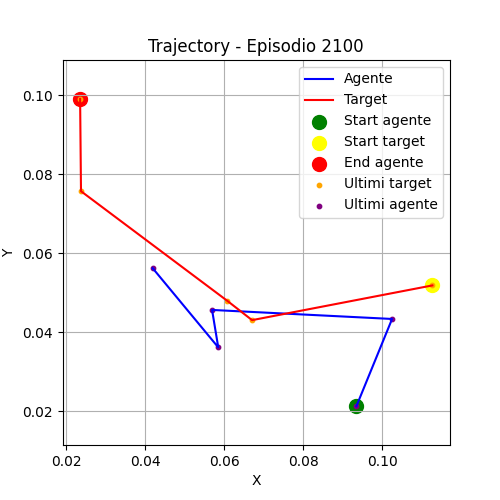 Trajectory - Episodio 2100
Agente
Target
Start agente
Start target
End agente
Ultimi target
Ultimi agente
0.10
0.08
0.06
0.04
0.02
Y
0.02 0.04 0.06 0.08 0.10
X